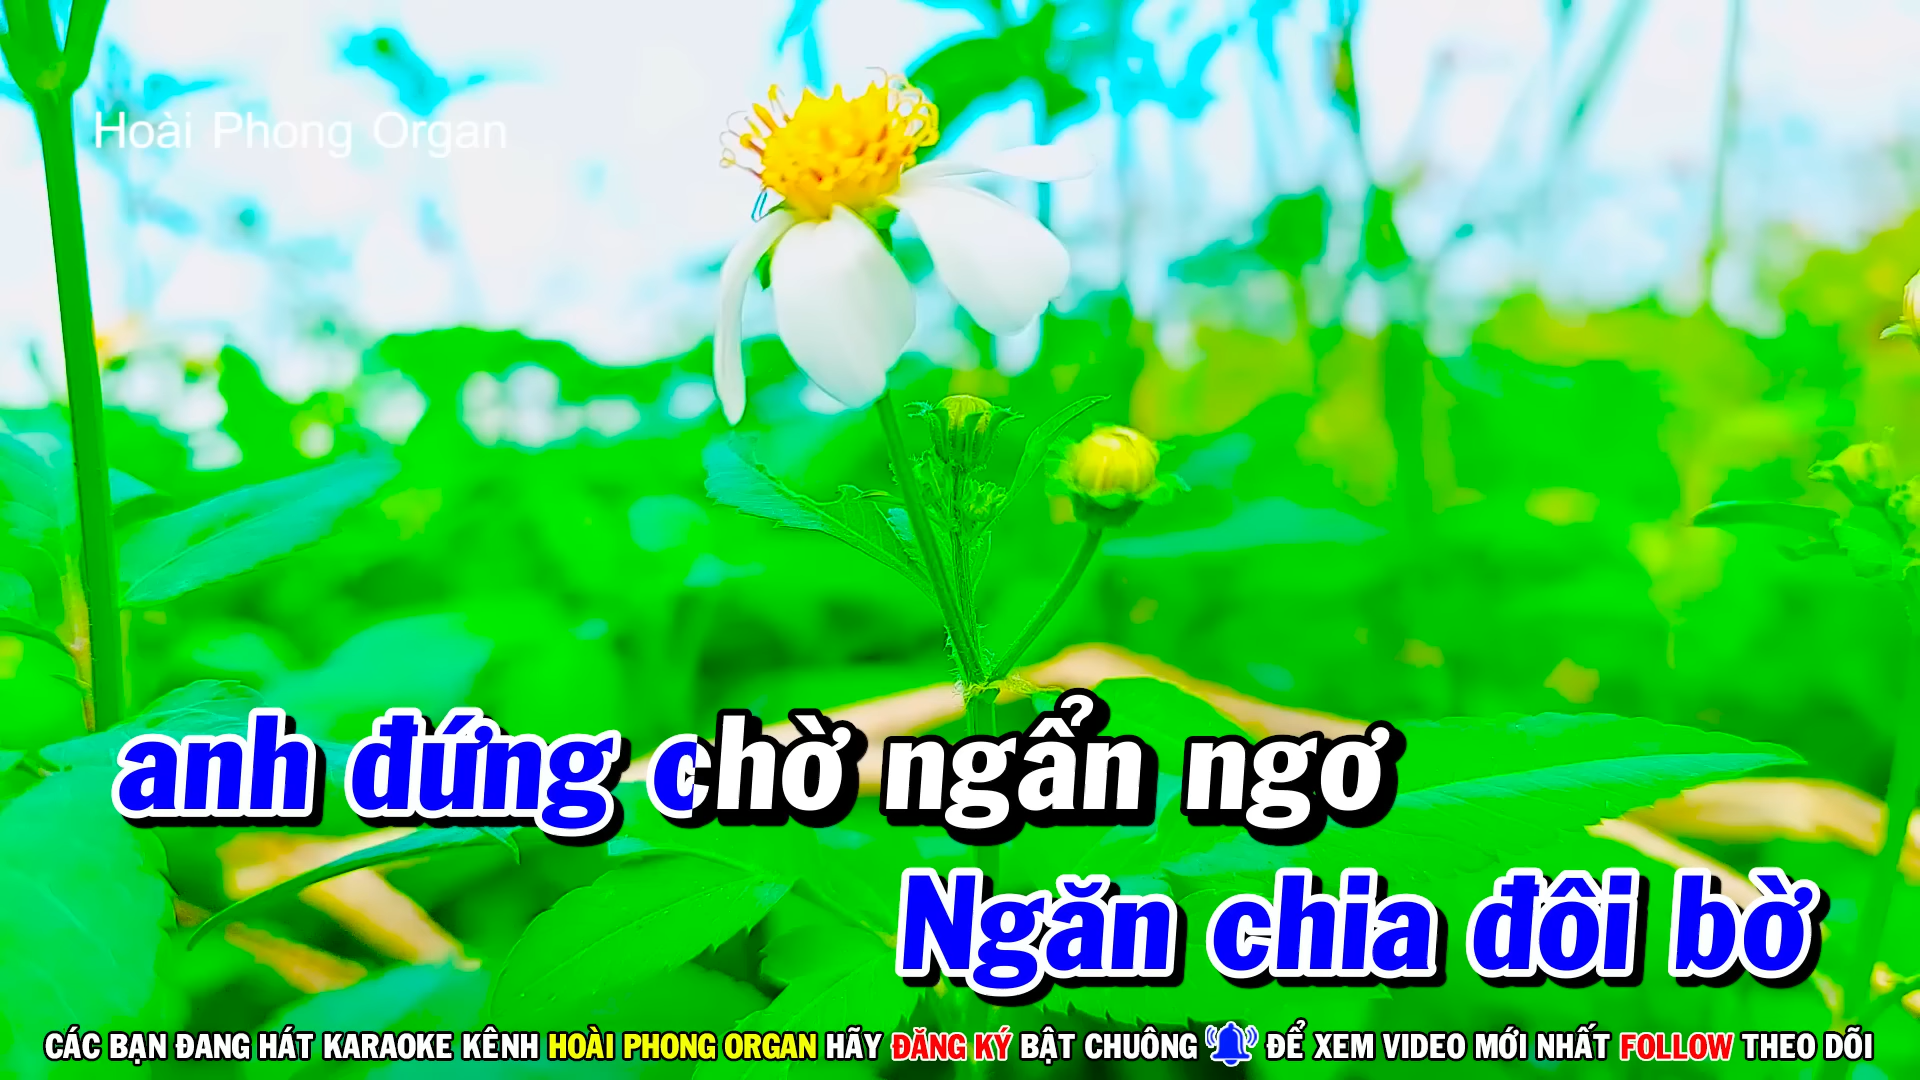 Hoài Phong Organ
anh đứng chờ ngẩn ngơ
Ngăn chia đôi bờ
CÁC BẠN ĐANG HÁT KARAOKE KÊNH HOÀI PHONG ORGAN HÃY ĐĂNG KÝ BẬT CHUÔNG ĐỂ XEM VIDEO MỚI NHẤT FOLLOW THEO DÕI